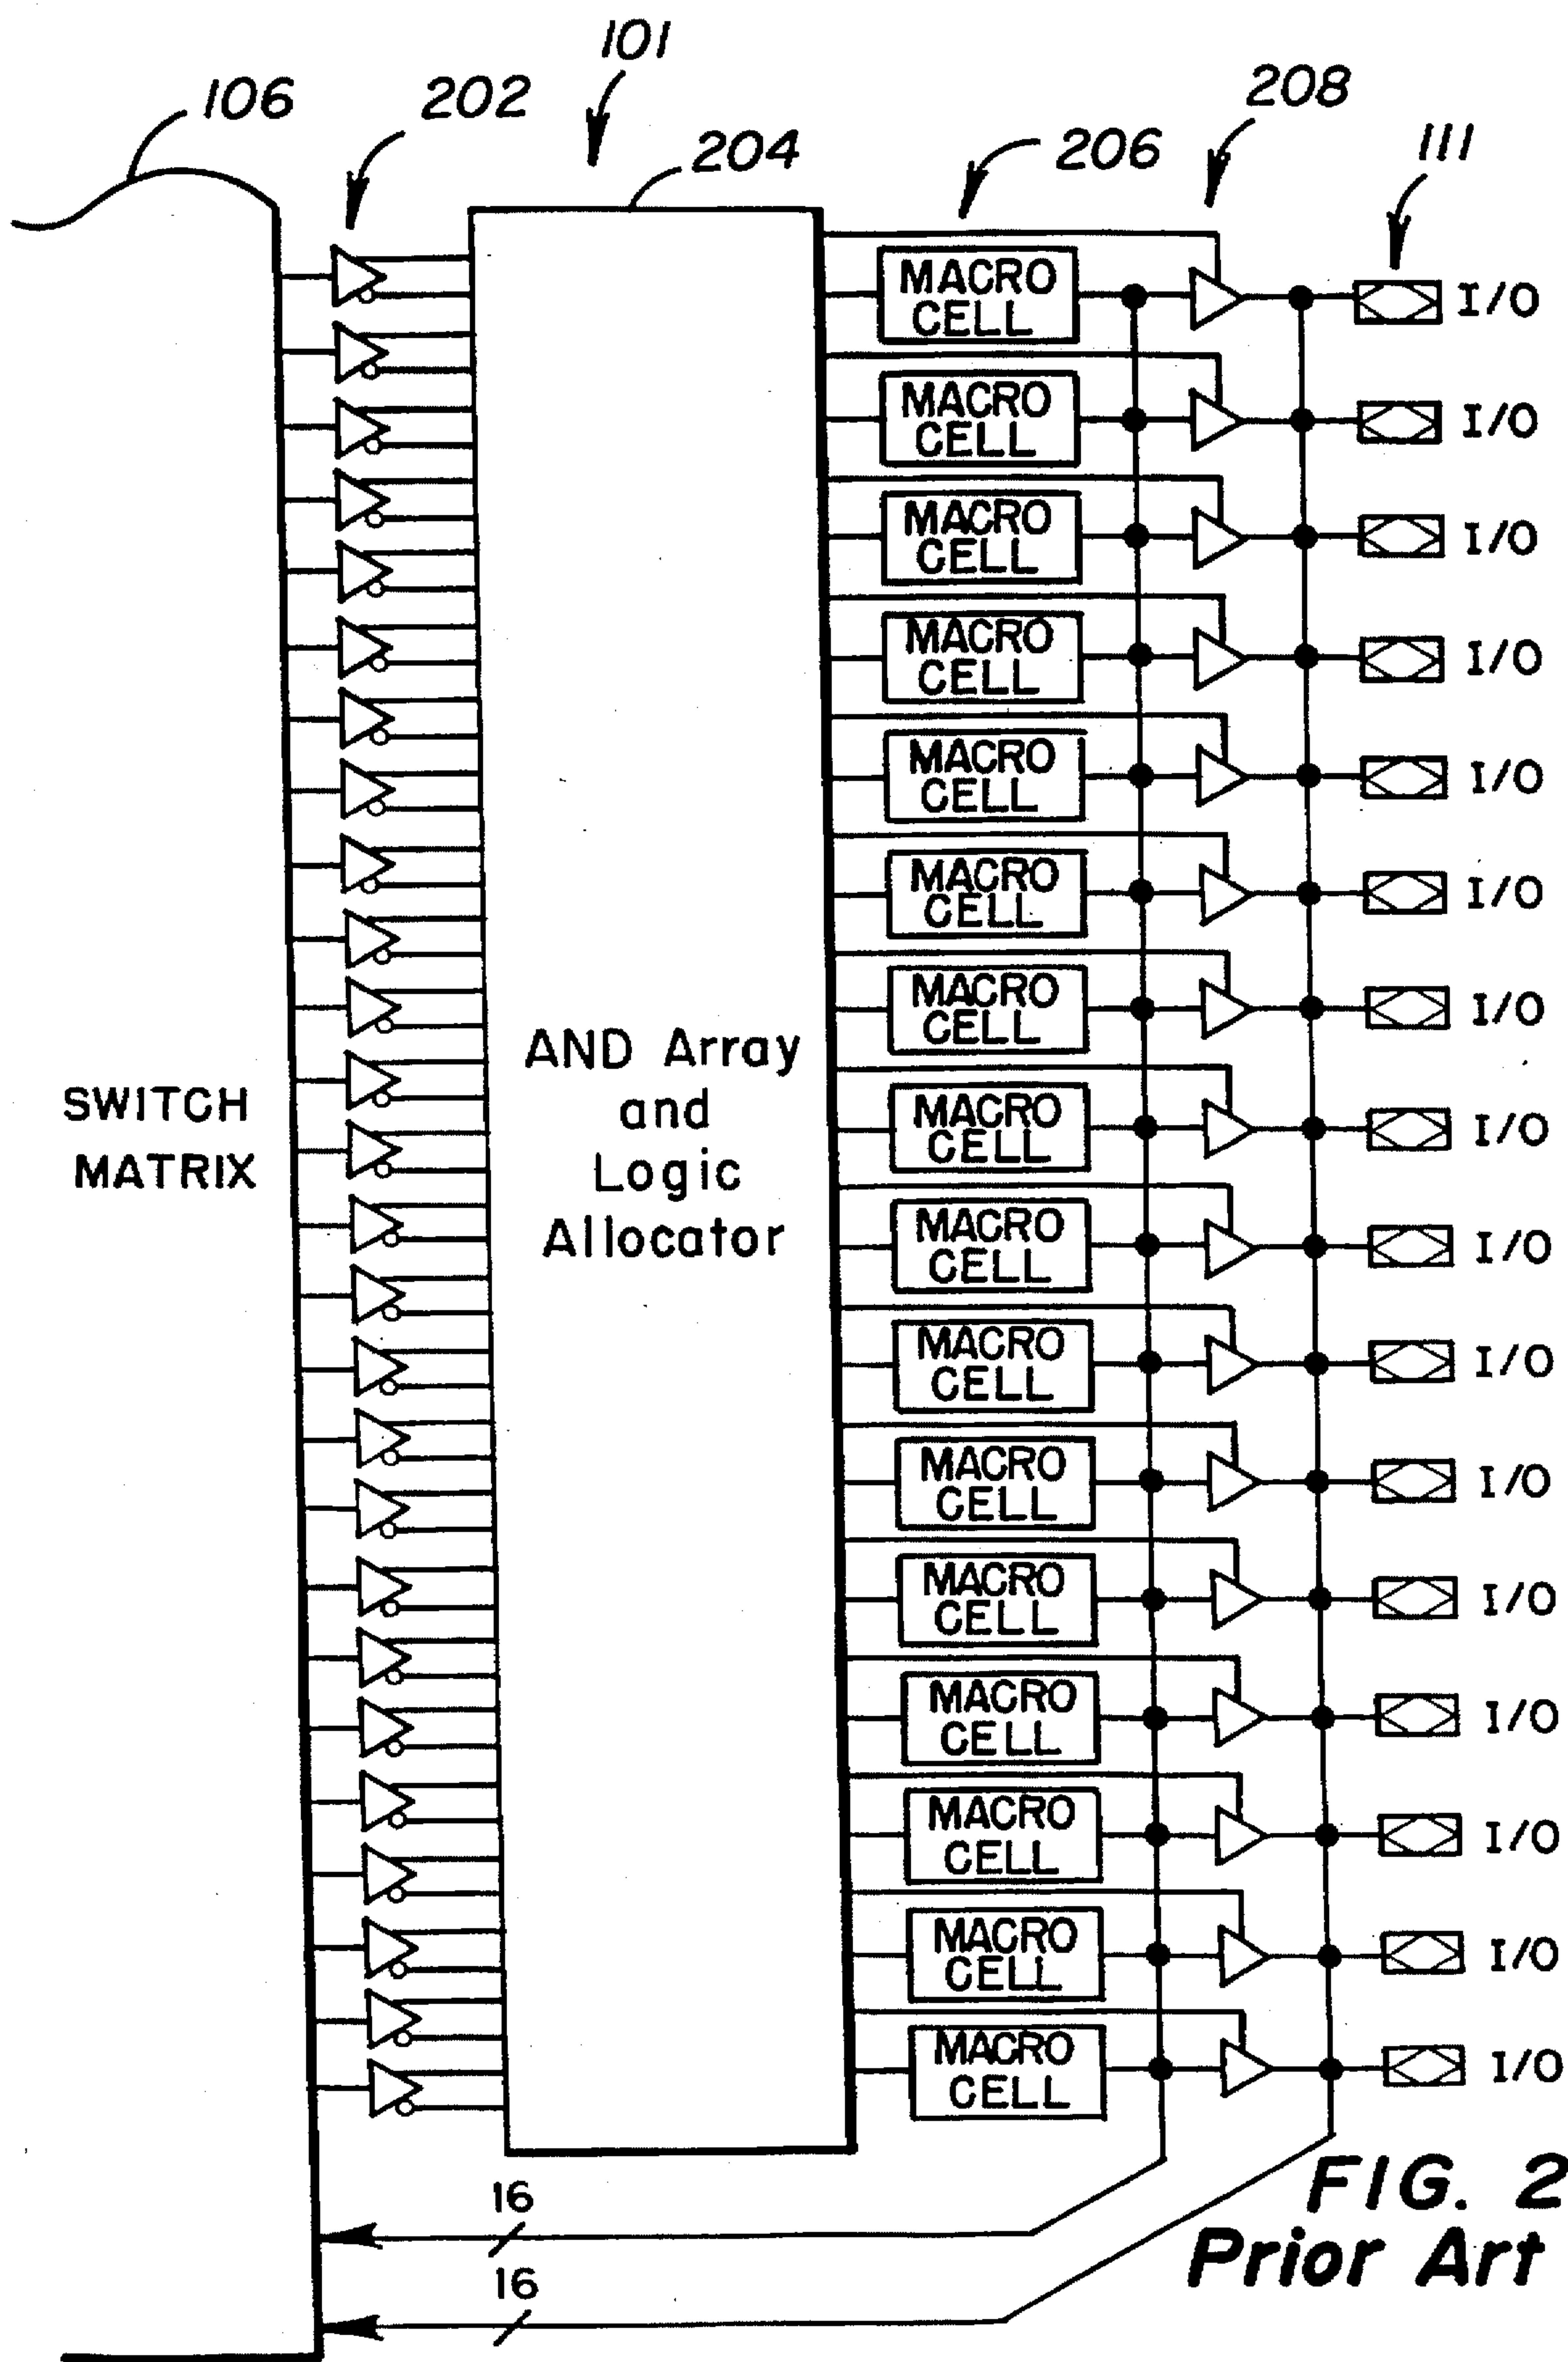 101
106
202
204
206
208
111
MACRO
CELL
I/O
MACRO
CELL
I/O
MACRO
CELL
I/O
MACRO
CELL
I/O
MACRO
CELL
I/O
MACRO
CELL
I/O
MACRO
CELL
I/O
MACRO
CELL
I/O
MACRO
CELL
I/O
MACRO
CELL
I/O
MACRO
CELL
I/O
MACRO
CELL
I/O
MACRO
CELL
I/O
MACRO
CELL
I/O
MACRO
CELL
I/O
MACRO
CELL
I/O
SWITCH
MATRIX
AND Array
and
Logic
Allocator
16
16
FIG. 2
Prior Art